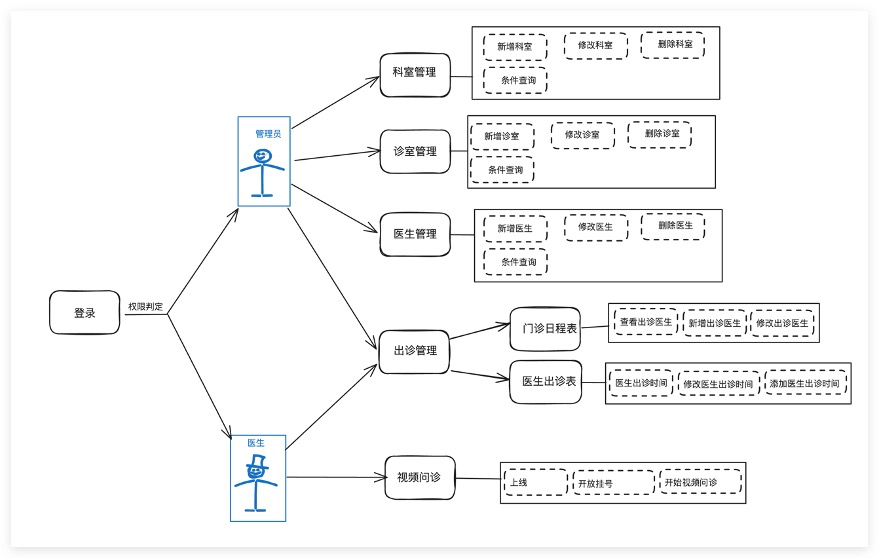 科室管理
新增科室
修改科室
删除科室
条件查询
管理员
诊室管理
新增诊室
修改诊室
删除诊室
条件查询
医生管理
新增医生
修改医生
删除医生
条件查询
登录
权限判定
出诊管理
门诊日程表
查看出诊医生
新增出诊医生
修改出诊医生
医生出诊表
医生出诊时间
修改医生出诊时间
添加医生出诊时间
医生
视频问诊
上线
开放挂号
开始视频问诊